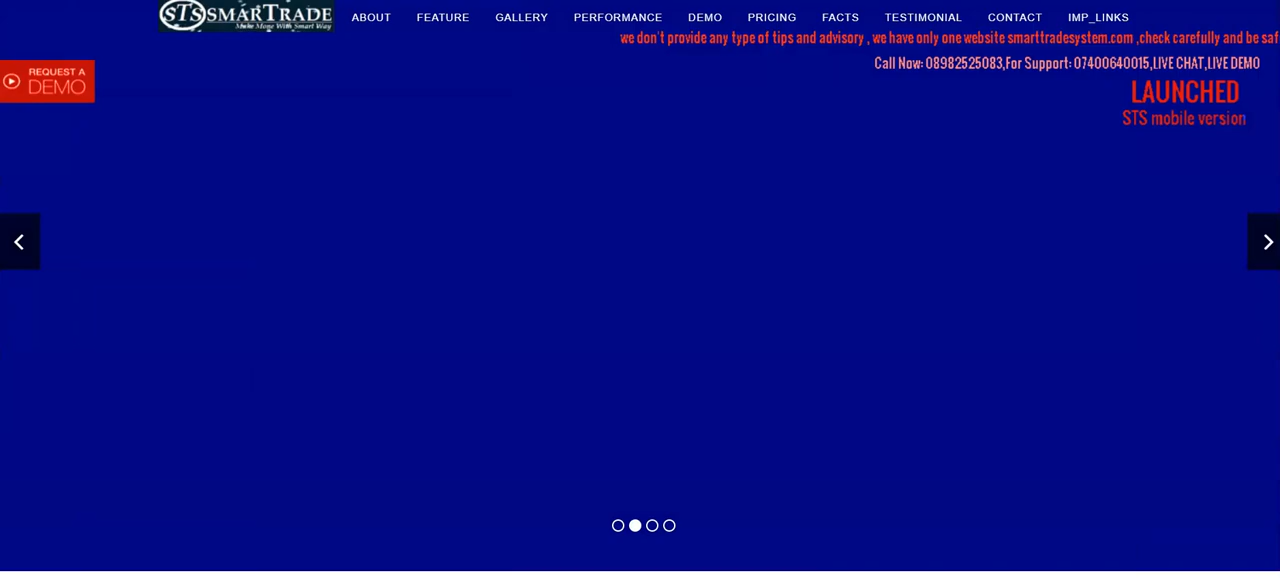 STS SMARTRADE
Make Mone With Smart Way
ABOUT FEATURE GALLERY PERFORMANCE DEMO PRICING FACTS TESTIMONIAL CONTACT IMP_LINKS
we don't provide any type of tips and advisory , we have only one website smarttradesystem.com ,check carefully and be saf
Call Now: 08982525083,For Support: 07400640015,LIVE CHAT,LIVE DEMO
REQUEST A
DEMO
LAUNCHED
STS mobile version